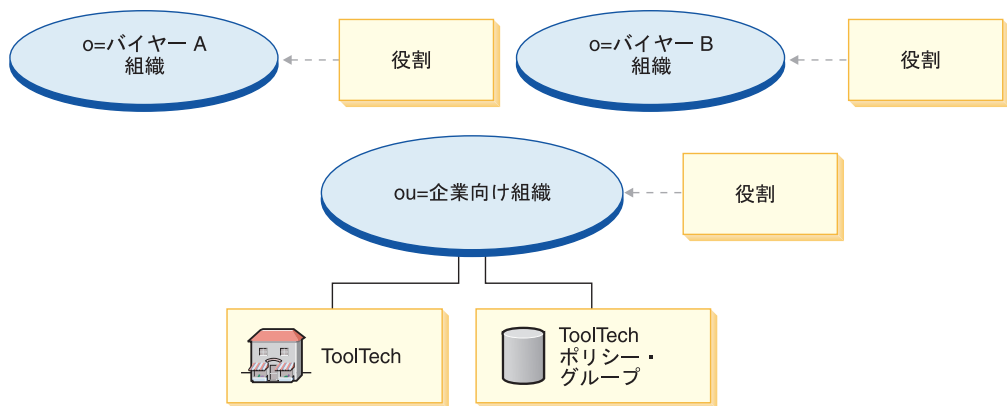 o=バイヤー A
組織
役割
o=バイヤー B
組織
役割
ou=企業向け組織
役割
ToolTech
ToolTech
ポリシー・
グループ